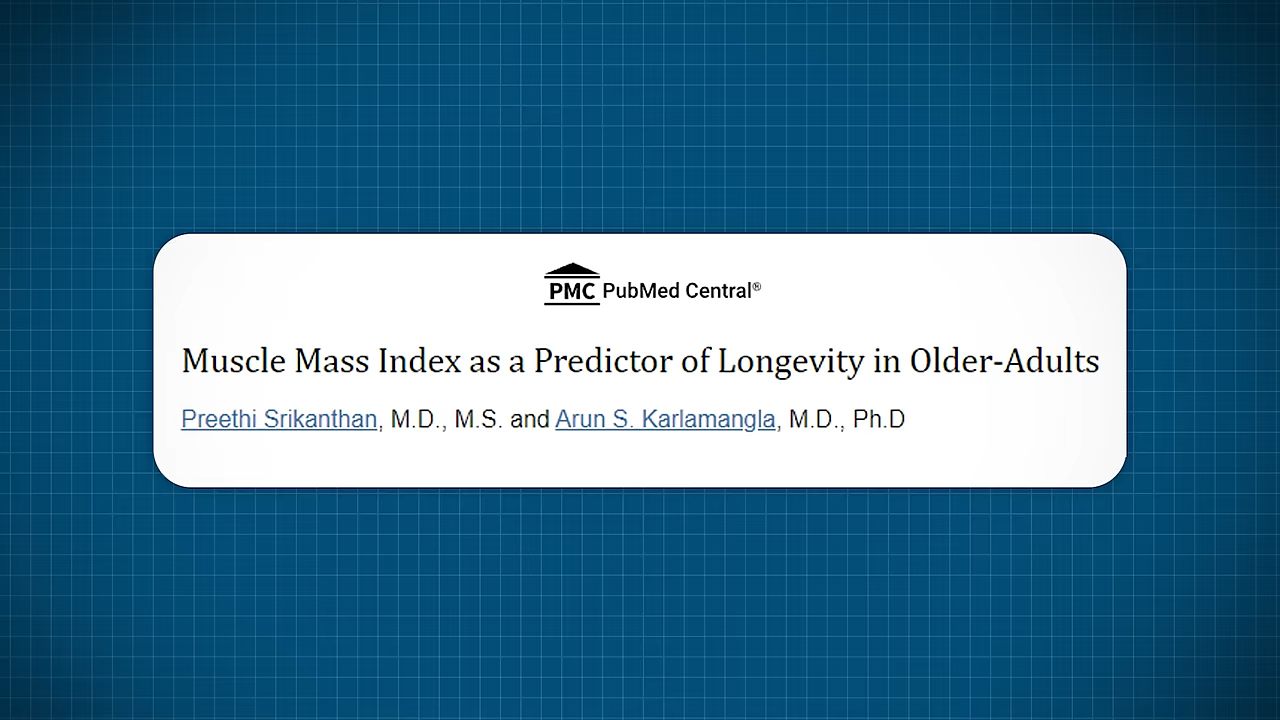 PMC PubMed Central®
Muscle Mass Index as a Predictor of Longevity in Older-Adults
Preethi Srikanthan, M.D., M.S. and Arun S. Karlamangla, M.D., Ph.D